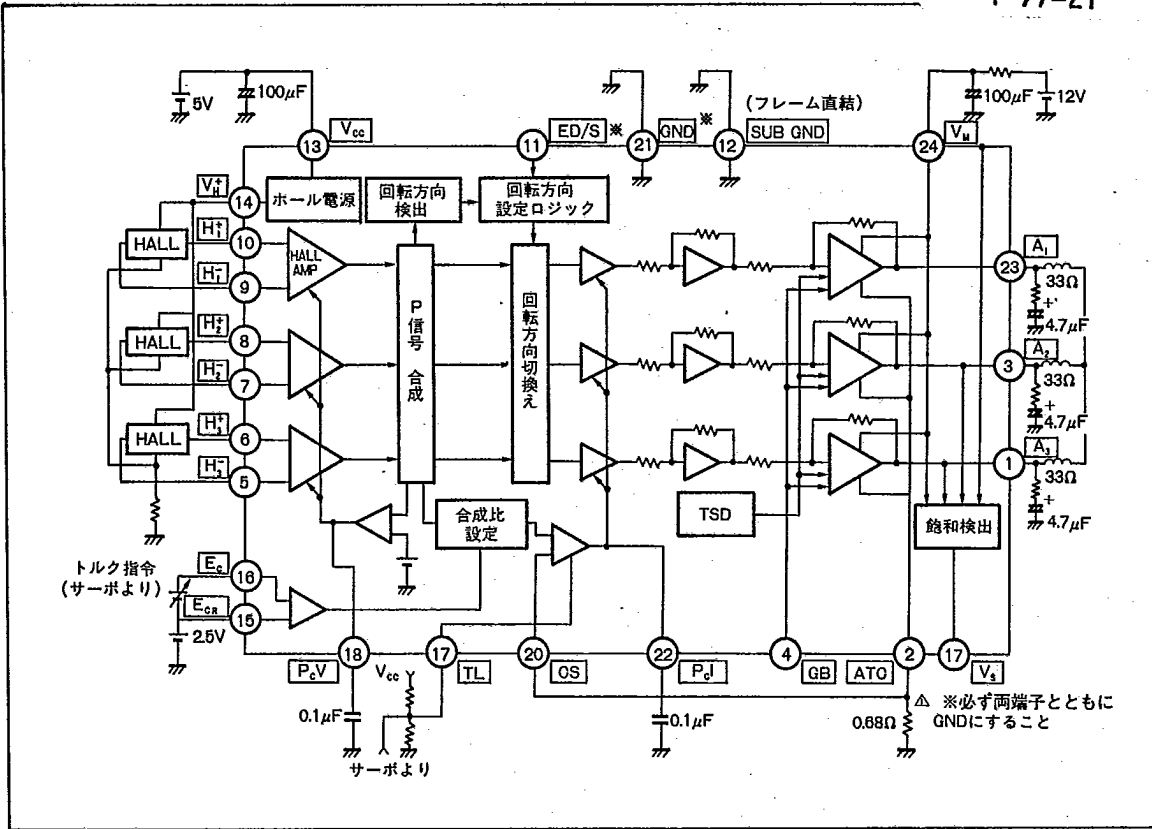 5V
100μF
(フレーム直結)
100μF
12V
VCC
ED/S ※
GND ※
SUB GND
VM
13
11
21
12
24
VH+
14
ホール電源
回転方向
検出
回転方向
設定ロジック
H1+
10
HALL
HALL
AMP
H1-
9
A1
23
33Ω
+
4.7μF
H2+
8
HALL
H2-
7
P信号 合成
回転方向切換え
A2
3
33Ω
+
4.7μF
H3+
6
HALL
H3-
5
A3
1
33Ω
+
4.7μF
TSD
飽和検出
合成比
設定
トルク指令
(サーボより)
EC
16
ECR
15
2.5V
18
17
20
22
4
2
17
PCV
VCC
TL
OS
PCI
GB
ATC
VS
0.1μF
サーボより
0.1μF
0.68Ω
⚠ ※必ず両端子とともに
GNDにすること